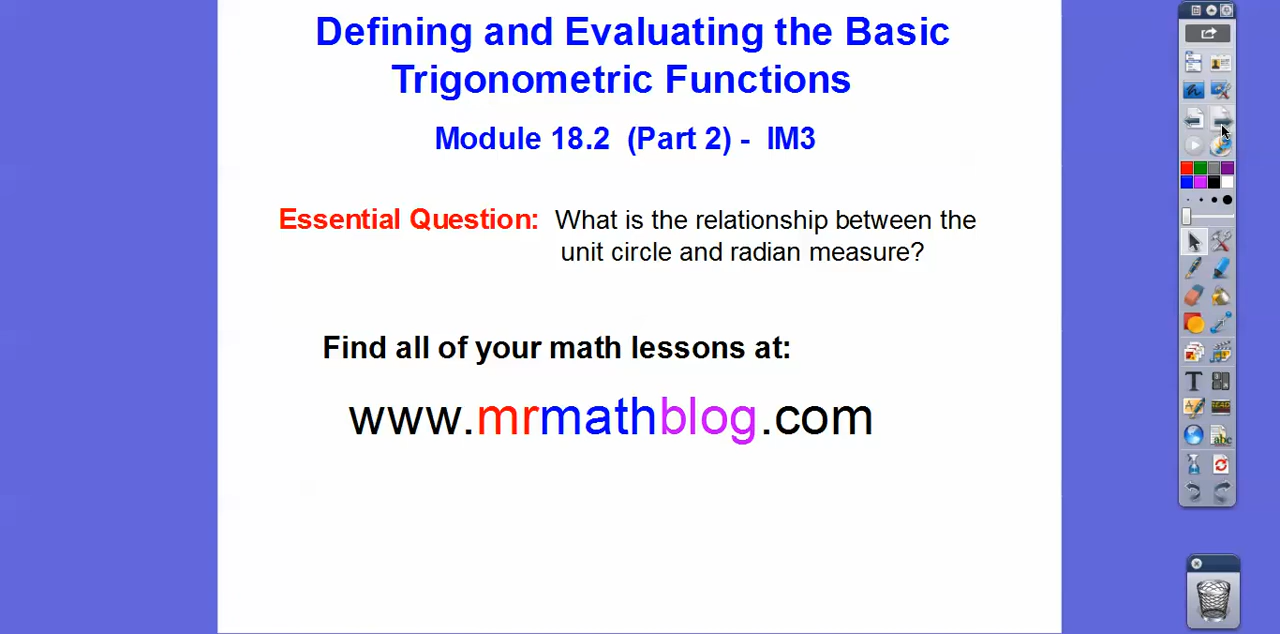 Defining and Evaluating the Basic
Trigonometric Functions
Module 18.2 (Part 2) - IM3
Essential Question: What is the relationship between the
unit circle and radian measure?
Find all of your math lessons at:
www.mrmathblog.com